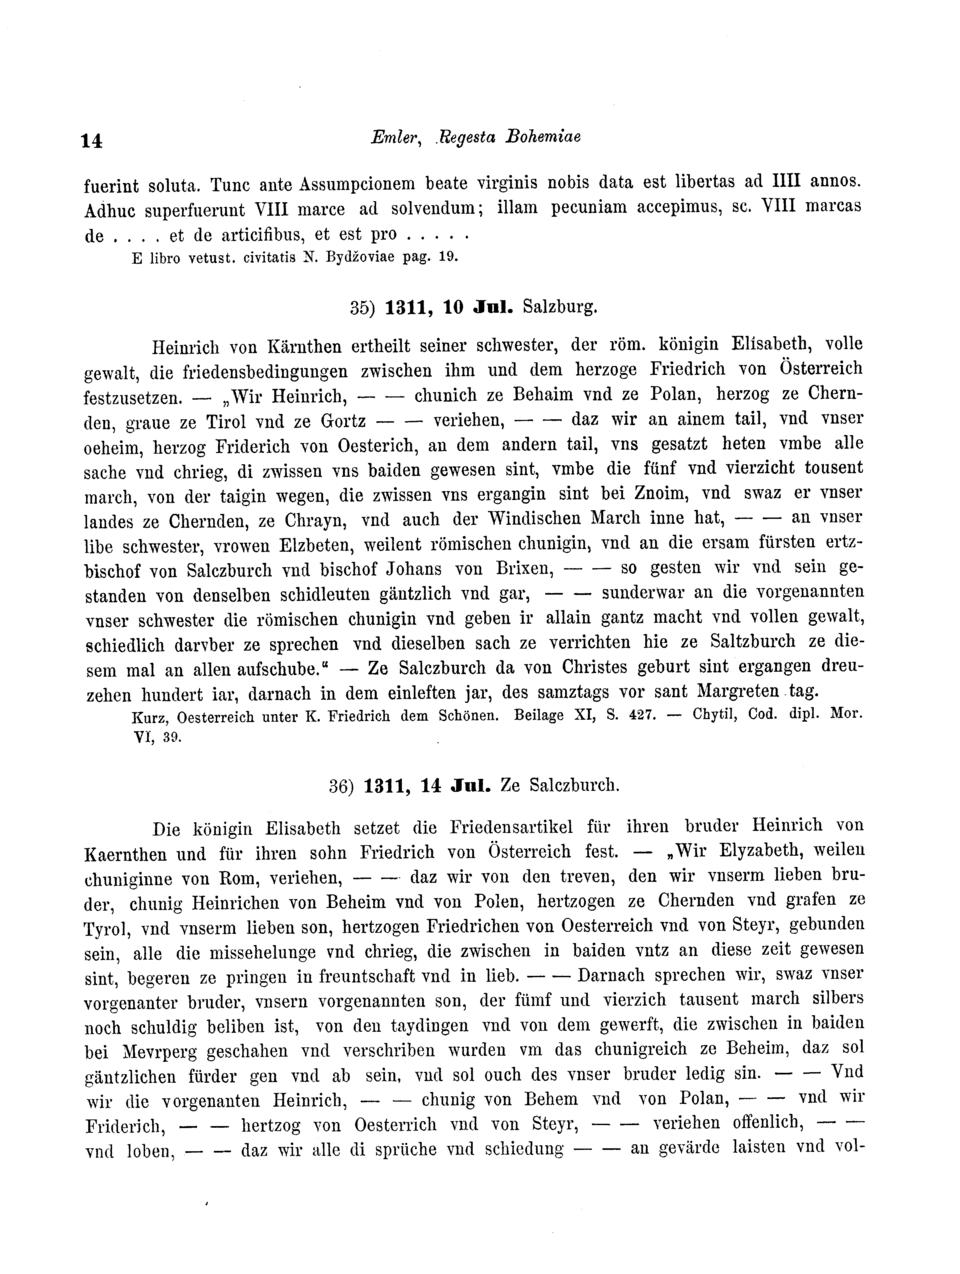 14
Emler, Regesta Bohemiae
fuerint soluta. Tunc ante Assumpcionem beate virginis nobis data est libertas ad IIII annos.
Adhuc superfuerunt VIII marce ad solvendum; illam pecuniam accepimus, sc. VIII marcas
de . . . . et de articifibus, et est pro . . . . .
E libro vetust. civitatis N. Bydžoviae pag. 19.
35) 1311, 10 Jul. Salzburg.
Heinrich von Kärnthen ertheilt seiner schwester, der röm. königin Elisabeth, volle
gewalt, die friedensbedingungen zwischen ihm und dem herzoge Friedrich von Österreich
festzusetzen. — „Wir Heinrich, — — chunich ze Behaim vnd ze Polan, herzog ze Chern-
den, graue ze Tirol vnd ze Gortz — — veriehen, — — daz wir an ainem tail, vnd vnser
oeheim, herzog Friderich von Oesterich, an dem andern tail, vns gesatzt heten vmbe alle
sache vnd chrieg, di zwissen vns baiden gewesen sint, vmbe die fünf vnd vierzicht tousent
march, von der taigin wegen, die zwissen vns ergangin sint bei Znoim, vnd swaz er vnser
landes ze Chernden, ze Chrayn, vnd auch der Windischen March inne hat, — — an vnser
libe schwester, vrowen Elzbeten, weilent römischen chunigin, vnd an die ersam fürsten ertz-
bischof von Salczburch vnd bischof Johans von Brixen, — — so gesten wir vnd sein ge-
standen von denselben schidleuten gäntzlich vnd gar, — — sunderwar an die vorgenannten
vnser schwester die römischen chunigin vnd geben ir allain gantz macht vnd vollen gewalt,
schiedlich darvber ze sprechen vnd dieselben sach ze verrichten hie ze Saltzburch ze die-
sem mal an allen aufschube.“ — Ze Salczburch da von Christes geburt sint ergangen dreu-
zehen hundert iar, darnach in dem einleften jar, des samztags vor sant Margreten tag.
Kurz, Oesterreich unter K. Friedrich dem Schönen. Beilage XI, S. 427. — Chytil, Cod. dipl. Mor.
VI, 39.
36) 1311, 14 Jul. Ze Salczburch.
Die königin Elisabeth setzet die Friedensartikel für ihren bruder Heinrich von
Kaernthen und für ihren sohn Friedrich von Österreich fest. — „Wir Elyzabeth, weilen
chuniginne von Rom, veriehen, — — daz wir von den treven, den wir vnserm lieben bru-
der, chunig Heinrichen von Beheim vnd von Polen, hertzogen ze Chernden vnd grafen ze
Tyrol, vnd vnserm lieben son, hertzogen Friedrichen von Oesterreich vnd von Steyr, gebunden
sein, alle die missehelunge vnd chrieg, die zwischen in baiden vntz an diese zeit gewesen
sint, begeren ze pringen in freuntschaft vnd in lieb. — — Darnach sprechen wir, swaz vnser
vorgenanter bruder, vnsern vorgenannten son, der fümf und vierzich tausent march silbers
noch schuldig beliben ist, von den taydingen vnd von dem gewerft, die zwischen in baiden
bei Mevrperg geschahen vnd verschriben wurden vm das chunigreich ze Beheim, daz sol
gäntzlichen fürder gen vnd ab sein, vnd sol ouch des vnser bruder ledig sin. — — Vnd
wir die vorgenanten Heinrich, — — chunig von Behem vnd von Polan, — — vnd wir
Friderich, — — hertzog von Oesterrich vnd von Steyr, — — veriehen offenlich, — —
vnd loben, — — daz wir alle di sprüche vnd schiedung — — an gevärde laisten vnd vol-